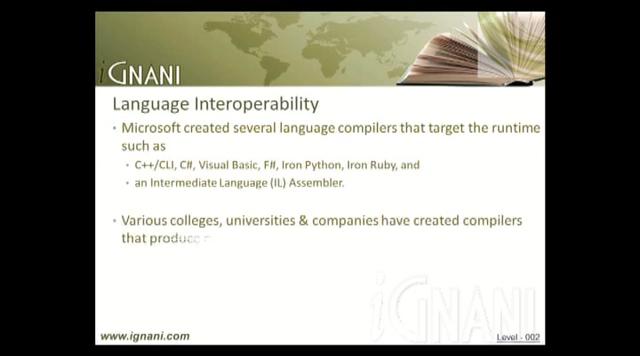 iGNANI
Language Interoperability
• Microsoft created several language compilers that target the runtime
such as
• C++/CLI, C#, Visual Basic, F#, Iron Python, Iron Ruby, and
• an Intermediate Language (IL) Assembler.
• Various colleges, universities & companies have created compilers
that produce
iGNANI
www.ignani.com
Level - 002